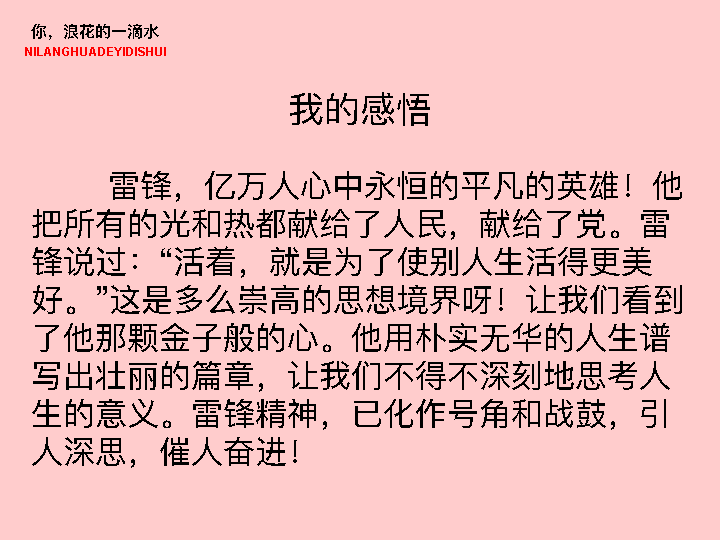 你，浪花的一滴水
NILANGHUADEYIDISHUI
我的感悟
雷锋，亿万人心中永恒的平凡的英雄！他
把所有的光和热都献给了人民，献给了党。雷
锋说过：“活着，就是为了使别人生活得更美
好。”这是多么崇高的思想境界呀！让我们看到
了他那颗金子般的心。他用朴实无华的人生谱
写出壮丽的篇章，让我们不得不深刻地思考人
生的意义。雷锋精神，已化作号角和战鼓，引
人深思，催人奋进！